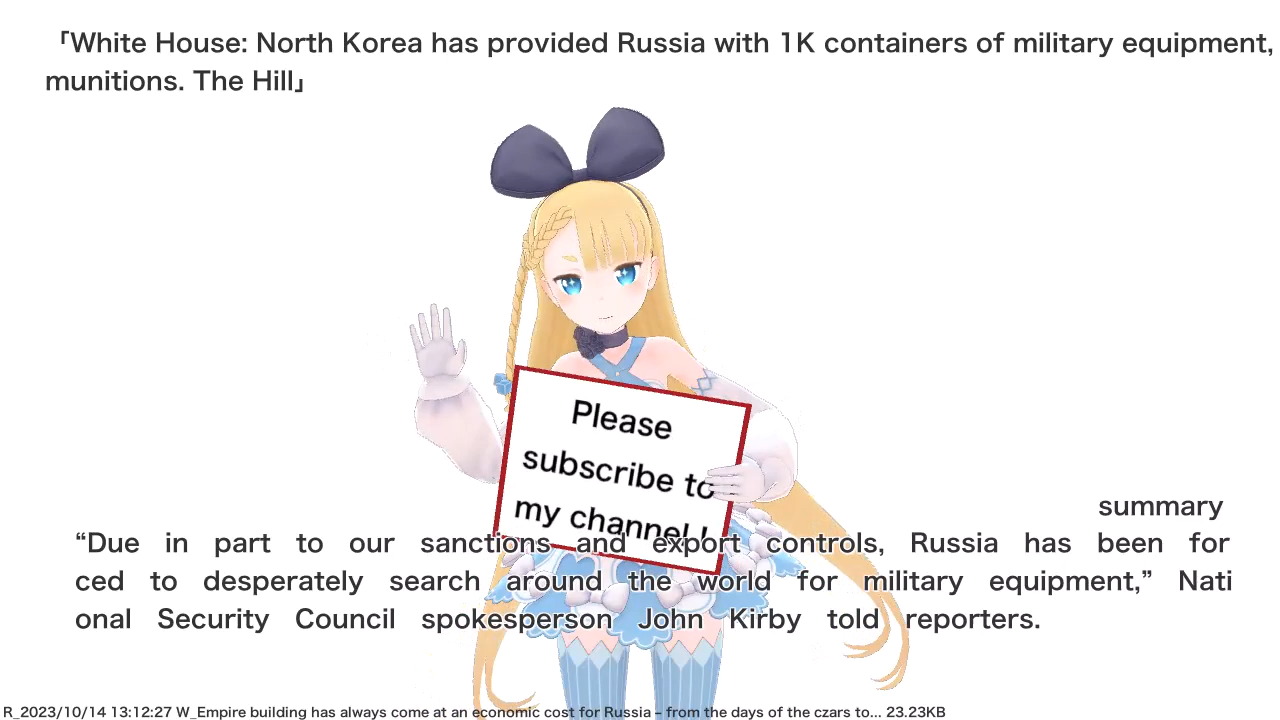 「White House: North Korea has provided Russia with 1K containers of military equipment,
munitions. The Hill」
Please
subscribe to
my channel !
summary
“Due in part to our sanctions and export controls, Russia has been for
ced to desperately search around the world for military equipment,” Nati
onal Security Council spokesperson John Kirby told reporters.
R_2023/10/14 13:12:27 W_Empire building has always come at an economic cost for Russia – from the days of the czars to... 23.23KB